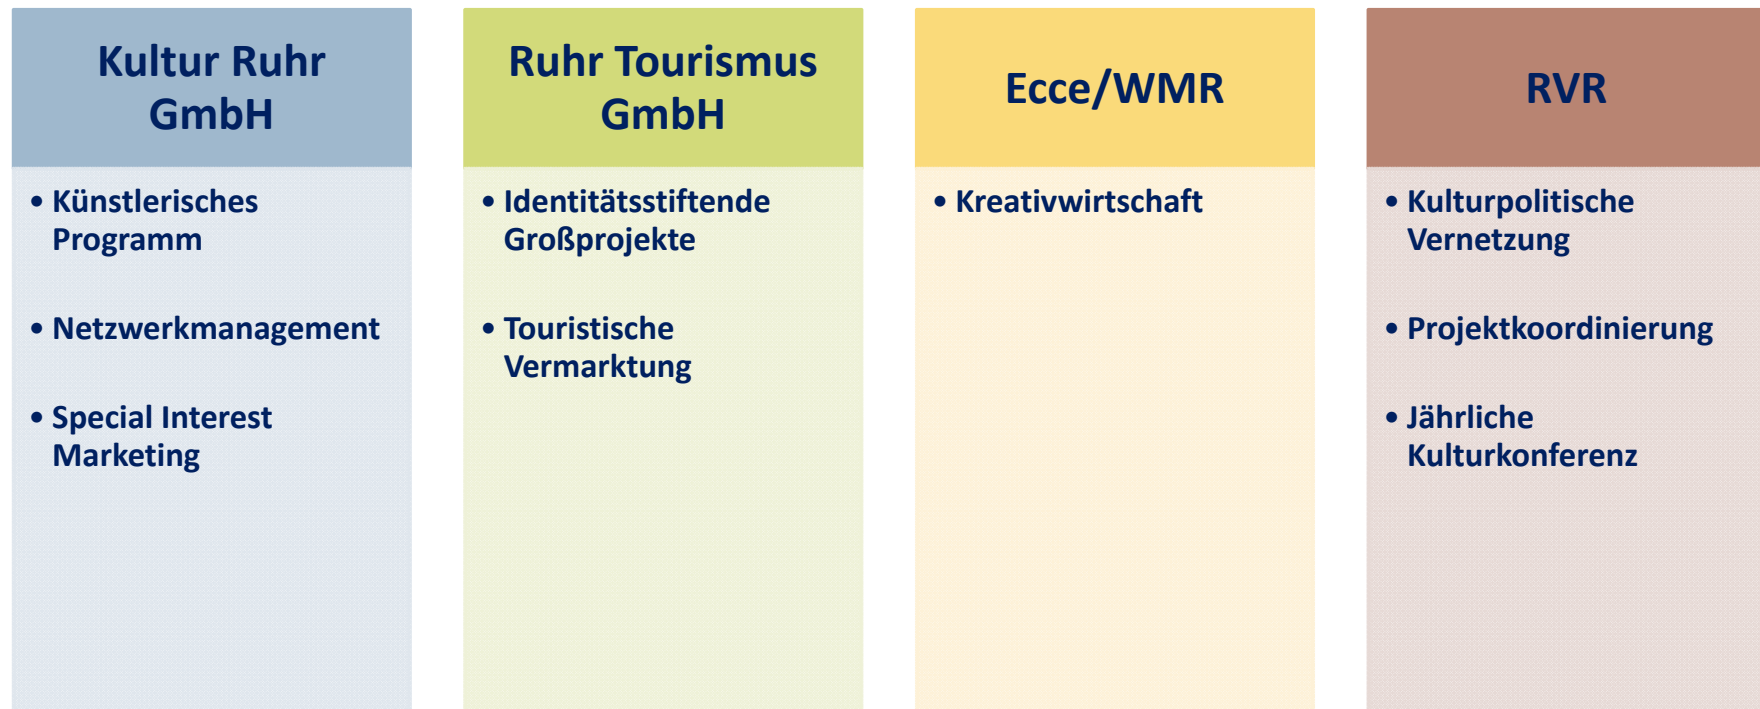 Kultur Ruhr
GmbH
• Künstlerisches
Programm
• Netzwerkmanagement
• Special Interest
Marketing
Ruhr Tourismus
GmbH
• Identitätsstiftende
Großprojekte
• Touristische
Vermarktung
Ecce/WMR
• Kreativwirtschaft
RVR
• Kulturpolitische
Vernetzung
• Projektkoordinierung
• Jährliche
Kulturkonferenz